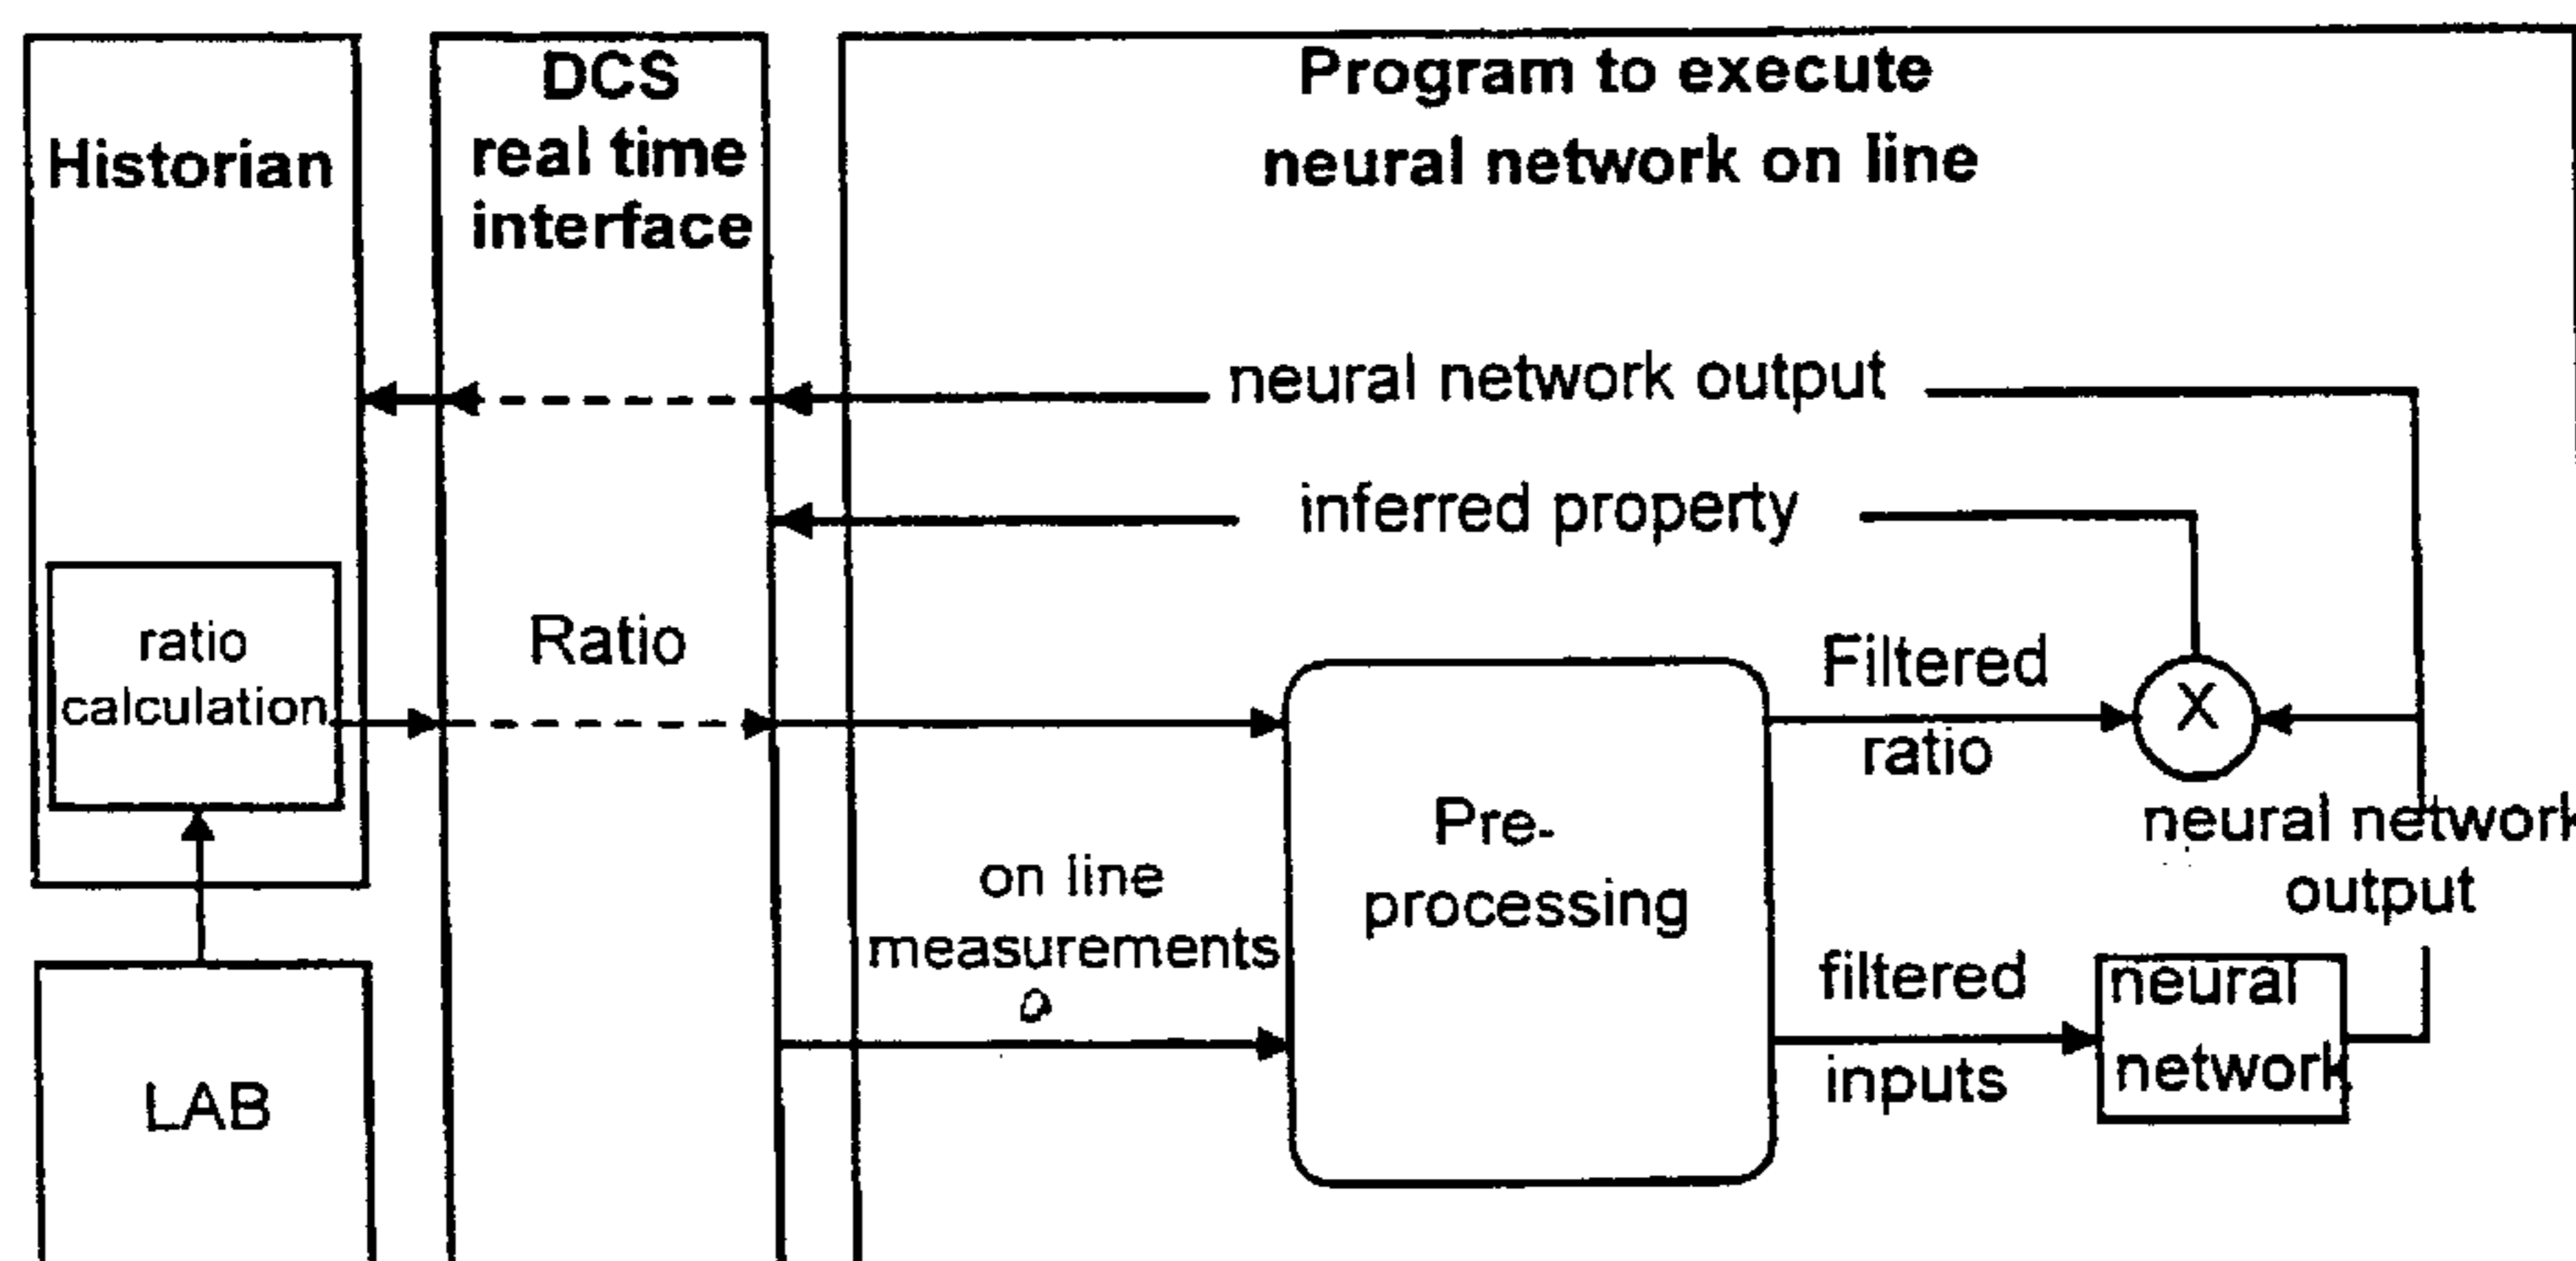 Historian
DCS
real time
interface
Program to execute
neural network on line
neural network output
inferred property
ratio
calculation
Ratio
Filtered
ratio
X
Pre-
processing
on line
measurements
neural network
output
filtered
inputs
neural
network
LAB